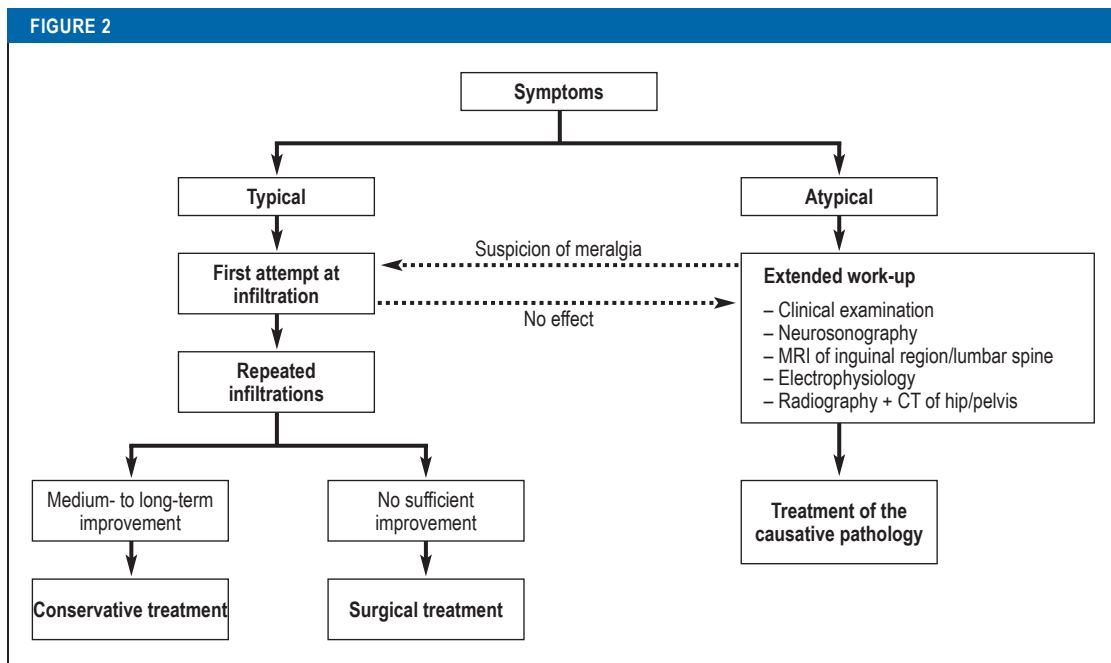 FIGURE 2
Symptoms
Typical
Atypical
First attempt at
infiltration
Suspicion of meralgia
No effect
Extended work-up
– Clinical examination
– Neurosonography
– MRI of inguinal region/lumbar spine
– Electrophysiology
– Radiography + CT of hip/pelvis
Repeated
infiltrations
Medium- to long-term
improvement
No sufficient
improvement
Treatment of the
causative pathology
Conservative treatment
Surgical treatment